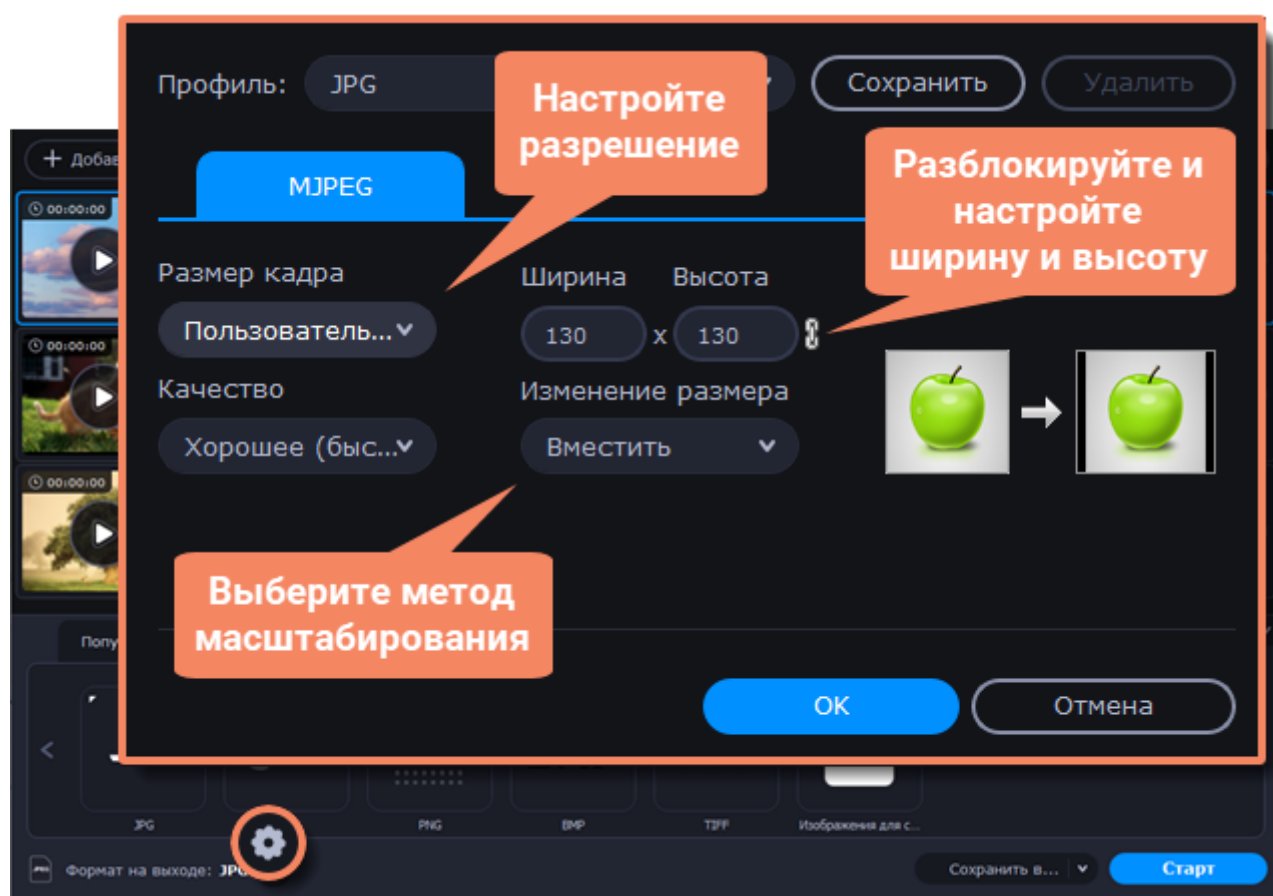 Профиль:
JPG
Сохранить
Удалить
Настройте
разрешение
Разблокируйте и
настройте
ширину и высоту
+ Добав
MJPEG
00:00:00
Размер кадра
Ширина
Высота
Пользователь...
130
x
130
00:00:00
Качество
Изменение размера
Хорошее (быс...
Вместить
00:00:00
Выберите метод
масштабирования
Попу
OK
Отмена
JPG
PNG
BMP
TIFF
Изображения для с...
JPEG
Формат на выходе: JPG
Сохранить в...
Старт